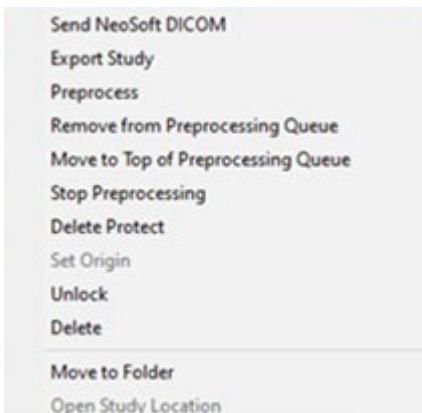 Send NeoSoft DICOM
Export Study
Preprocess
Remove from Preprocessing Queue
Move to Top of Preprocessing Queue
Stop Preprocessing
Delete Protect
Set Origin
Unlock
Delete
Move to Folder
Open Study Location